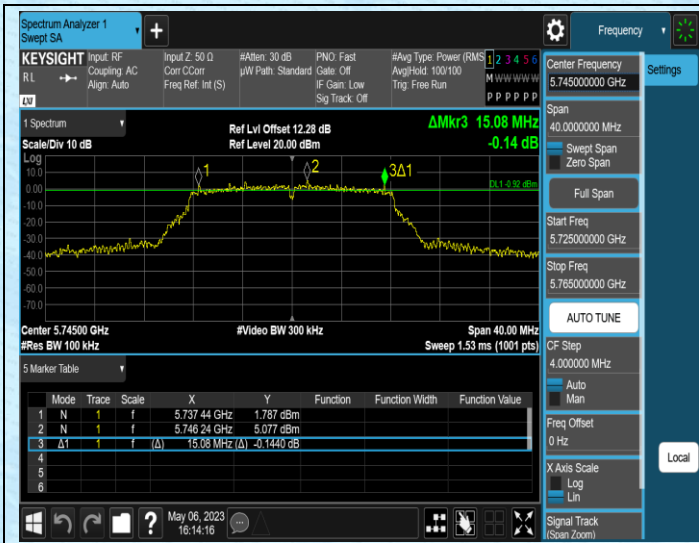 Spectrum Analyzer 1
Swept SA
+
Frequency
KEYSIGHT
R L
LXI
Input: RF
Coupling: AC
Align: Auto
Input Z: 50 Ω
Corr CCorr
Freq Ref: Int (S)
#Atten: 30 dB
µW Path: Standard
PNO: Fast
Gate: Off
IF Gain: Low
Sig Track: Off
#Avg Type: Power (RMS
Avg|Hold: 100/100
Trig: Free Run
1 2 3 4 5 6
M W W W W W
P P P P P P
Center Frequency
5.745000000 GHz
Settings
Span
40.0000000 MHz
Swept Span
Zero Span
Full Span
Start Freq
5.725000000 GHz
Stop Freq
5.765000000 GHz
AUTO TUNE
CF Step
4.000000 MHz
Auto
Man
Freq Offset
0 Hz
X Axis Scale
Log
Lin
Signal Track
(Span Zoom)
Local
1 Spectrum
Scale/Div 10 dB
Ref Lvl Offset 12.28 dB
Ref Level 20.00 dBm
ΔMkr3 15.08 MHz
-0.14 dB
Log
10.0
0.00
-10.0
-20.0
-30.0
-40.0
-50.0
-60.0
-70.0
1
2
3Δ1
DL1 -0.92 dBm
Center 5.74500 GHz
#Res BW 100 kHz
#Video BW 300 kHz
Span 40.00 MHz
Sweep 1.53 ms (1001 pts)
5 Marker Table
Mode Trace Scale X Y Function Function Width Function Value
1 N 1 f 5.737 44 GHz 1.787 dBm
2 N 1 f 5.746 24 GHz 5.077 dBm
3 Δ1 1 f (Δ) 15.08 MHz (Δ) -0.1440 dB
4
5
6
?
May 06, 2023
16:14:16